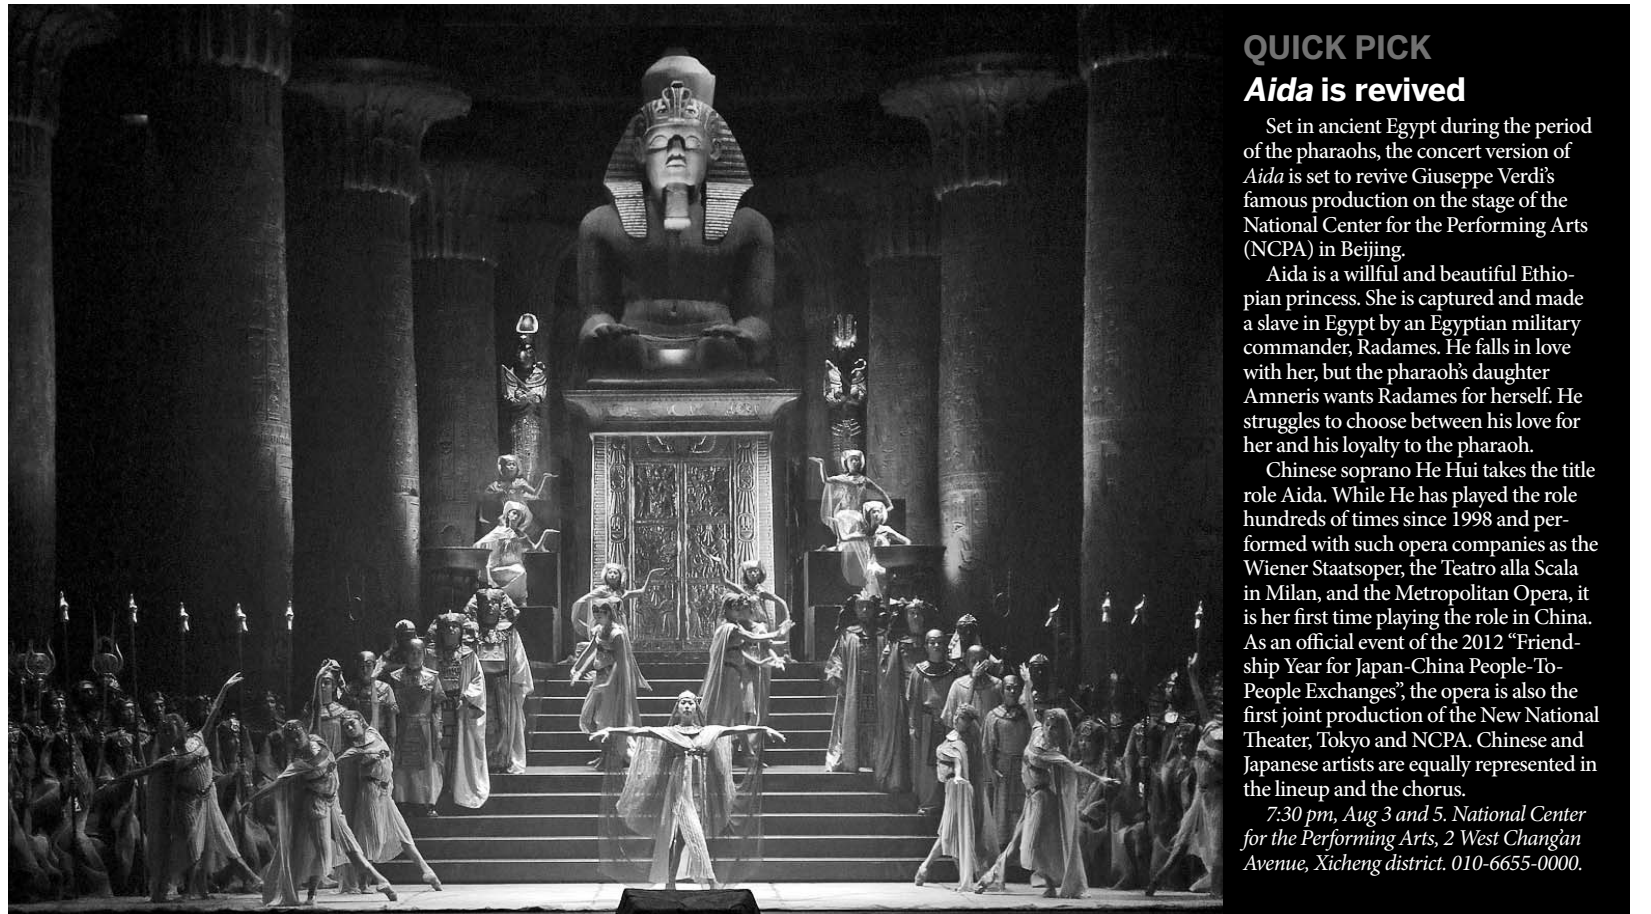 QUICK PICK
Aida is revived
Set in ancient Egypt during the period
of the pharaohs, the concert version of
Aida is set to revive Giuseppe Verdi's
famous production on the stage of the
National Center for the Performing Arts
(NCPA) in Beijing.
Aida is a willful and beautiful Ethio-
pian princess. She is captured and made
a slave in Egypt by an Egyptian military
commander, Radames. He falls in love
with her, but the pharaoh's daughter
Amneris wants Radames for herself. He
struggles to choose between his love for
her and his loyalty to the pharaoh.
Chinese soprano He Hui takes the title
role Aida. While He has played the role
hundreds of times since 1998 and per-
formed with such opera companies as the
Wiener Staatsoper, the Teatro alla Scala
in Milan, and the Metropolitan Opera, it
is her first time playing the role in China.
As an official event of the 2012 “Friend-
ship Year for Japan-China People-To-
People Exchanges”, the opera is also the
first joint production of the New National
Theater, Tokyo and NCPA. Chinese and
Japanese artists are equally represented in
the lineup and the chorus.
7:30 pm, Aug 3 and 5. National Center
for the Performing Arts, 2 West Chang'an
Avenue, Xicheng district. 010-6655-0000.